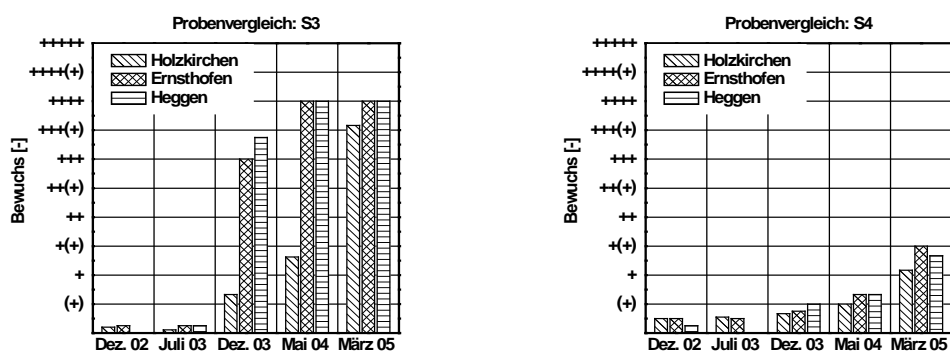 Probenvergleich: S3
+++++
++++(+)
++++
+++(+)
+++
++(+)
++
+(+)
+
(+)
Bewuchs [-]
Holzkirchen
Ernsthofen
Heggen
Dez. 02 Juli 03 Dez. 03 Mai 04 März 05
Probenvergleich: S4
+++++
++++(+)
++++
+++(+)
+++
++(+)
++
+(+)
+
(+)
Bewuchs [-]
Holzkirchen
Ernsthofen
Heggen
Dez. 02 Juli 03 Dez. 03 Mai 04 März 05